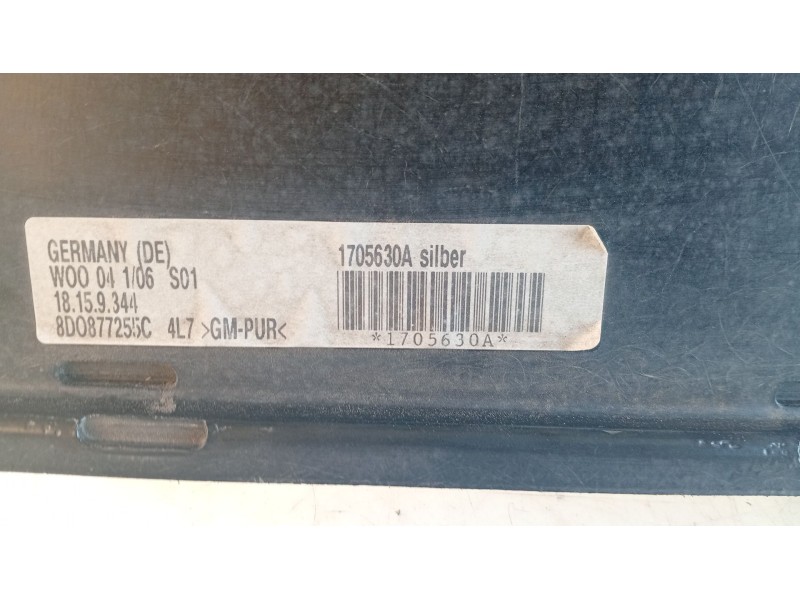 GERMANY (DE)
WOO 04 1/06 S01
18.15.9.344
8D0877255C 4L7 >GM-PUR<
1705630A silber
*1705630A*